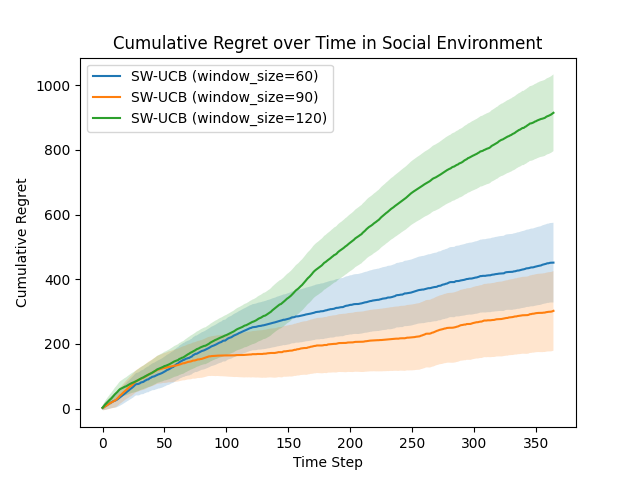 Cumulative Regret over Time in Social Environment
SW-UCB (window_size=60)
SW-UCB (window_size=90)
SW-UCB (window_size=120)
1000
800
600
400
200
0
Cumulative Regret
0 50 100 150 200 250 300 350
Time Step